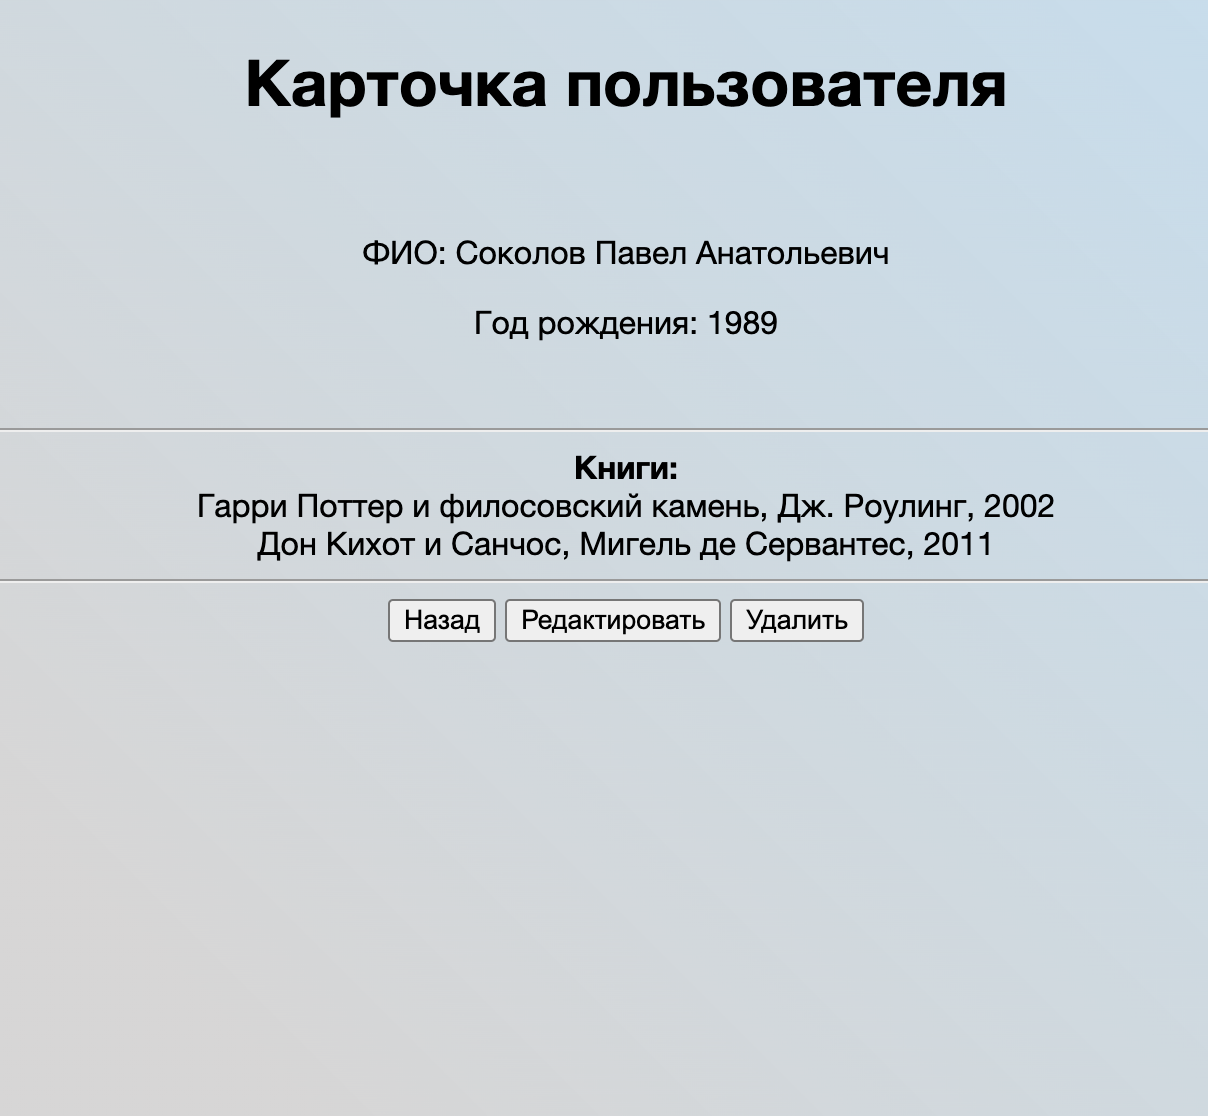 Карточка пользователя
ФИО: Соколов Павел Анатольевич
Год рождения: 1989
Книги:
Гарри Поттер и филосовский камень, Дж. Роулинг, 2002
Дон Кихот и Санчос, Мигель де Сервантес, 2011
Назад Редактировать Удалить